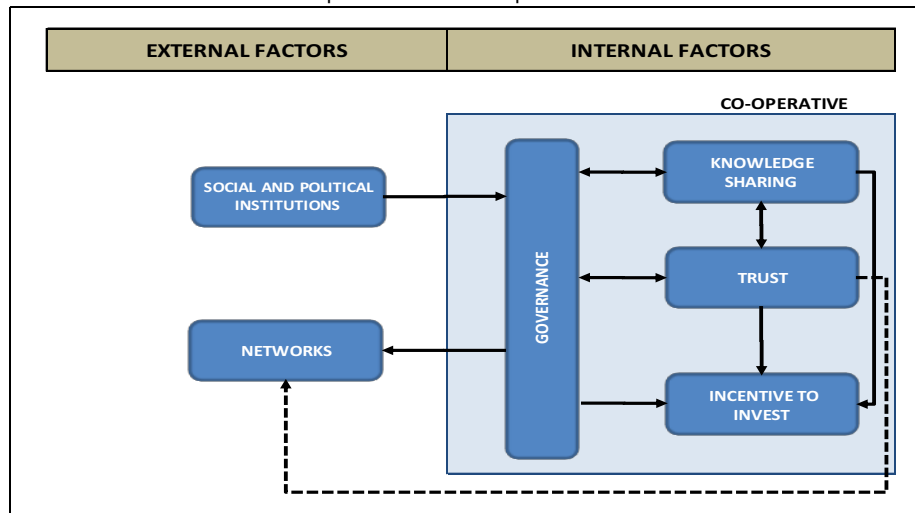 EXTERNAL FACTORS
INTERNAL FACTORS
CO-OPERATIVE
SOCIAL AND POLITICAL
INSTITUTIONS
GOVERNANCE
KNOWLEDGE
SHARING
TRUST
NETWORKS
INCENTIVE TO
INVEST